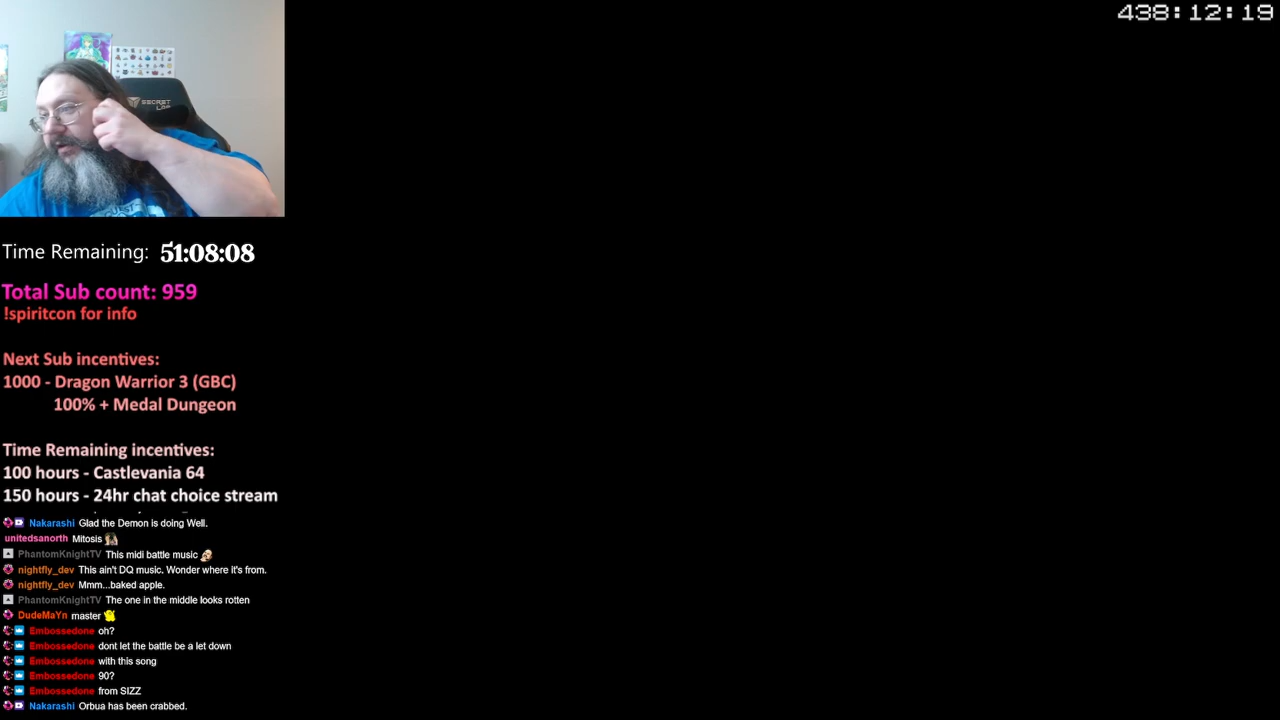 438:12:19
SECRET
LAB
Time Remaining: 51:08:08
Total Sub count: 959
!spiritcon for info
Next Sub incentives:
1000 - Dragon Warrior 3 (GBC)
100% + Medal Dungeon
Time Remaining incentives:
100 hours - Castlevania 64
150 hours - 24hr chat choice stream
Nakarashi Glad the Demon is doing Well.
unitedsanorth Mitosis
PhantomKnightTV This midi battle music
nightfly_dev This ain't DQ music. Wonder where it's from.
nightfly_dev Mmm...baked apple.
PhantomKnightTV The one in the middle looks rotten
DudeMaYn master
Embossedone oh?
Embossedone dont let the battle be a let down
Embossedone with this song
Embossedone 90?
Embossedone from SIZZ
Nakarashi Orbua has been crabbed.